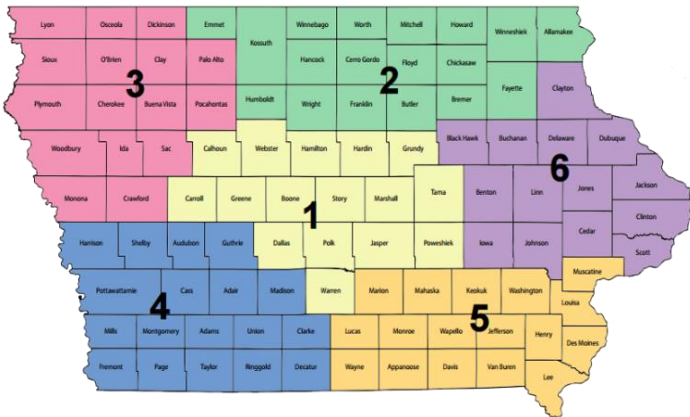 Lyon Osceola Dickinson Emmet Winnebago Worth Mitchell Howard Winneshiek Allamakee
Kossuth
Sioux O'Brien Clay Palo Alto Hancock Cerro Gordo Floyd Chickasaw
3 2
Plymouth Cherokee Buena Vista Pocahontas Humboldt Wright Franklin Butler Bremer Fayette Clayton
Woodbury Ida Sac Calhoun Webster Hamilton Hardin Grundy Black Hawk Buchanan Delaware Dubuque
6
Monona Crawford Carroll Greene Boone Story Marshall Tama Benton Linn Jones Jackson
1
Clinton
Harrison Shelby Audubon Guthrie Dallas Polk Jasper Poweshiek Iowa Johnson Cedar Scott
Muscatine
Pottawattamie Cass Adair Madison Warren Marion Mahaska Keokuk Washington Louisa
4 5
Mills Montgomery Adams Union Clarke Lucas Monroe Wapello Jefferson Henry Des Moines
Fremont Page Taylor Ringgold Decatur Wayne Appanoose Davis Van Buren Lee